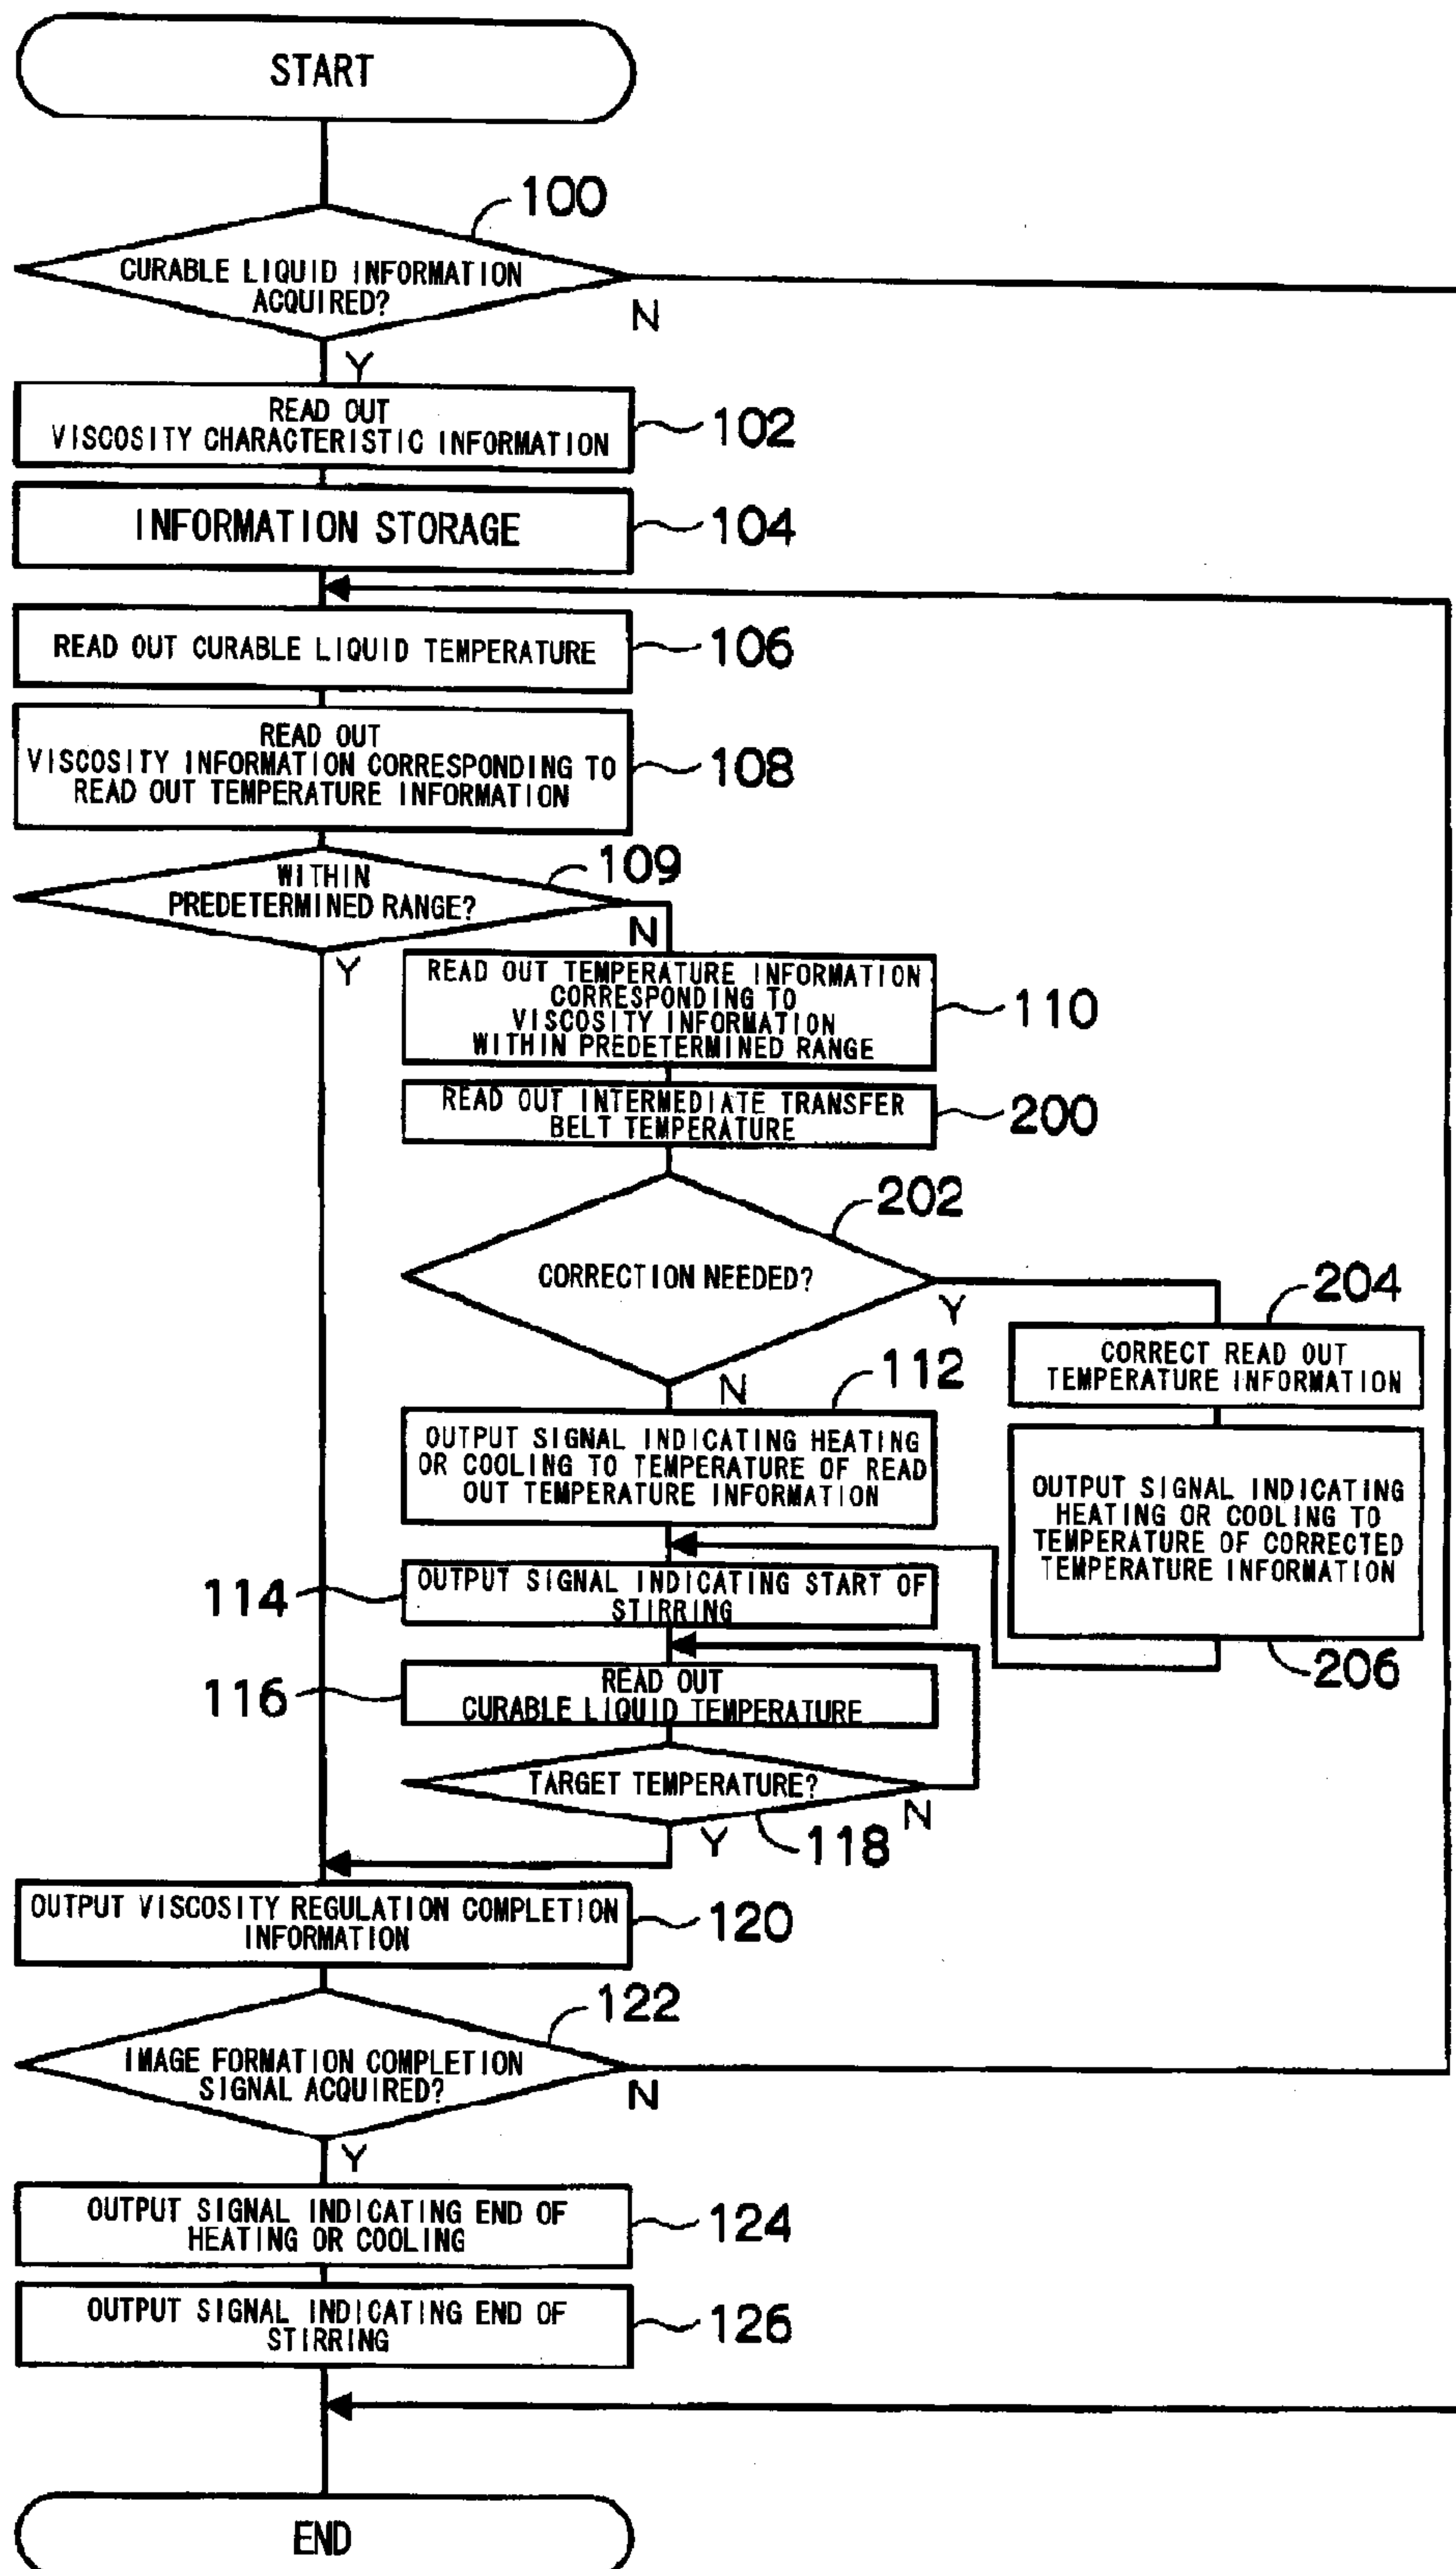 START
100
CURABLE LIQUID INFORMATION
ACQUIRED?
N
Y
READ OUT
VISCOSITY CHARACTERISTIC INFORMATION
102
INFORMATION STORAGE
104
READ OUT CURABLE LIQUID TEMPERATURE
106
READ OUT
VISCOSITY INFORMATION CORRESPONDING TO
READ OUT TEMPERATURE INFORMATION
108
109
WITHIN
PREDETERMINED RANGE?
N
Y
READ OUT TEMPERATURE INFORMATION
CORRESPONDING TO
VISCOSITY INFORMATION
WITHIN PREDETERMINED RANGE
110
READ OUT INTERMEDIATE TRANSFER
BELT TEMPERATURE
200
202
CORRECTION NEEDED?
Y
N
204
CORRECT READ OUT
TEMPERATURE INFORMATION
112
OUTPUT SIGNAL INDICATING HEATING
OR COOLING TO TEMPERATURE OF READ
OUT TEMPERATURE INFORMATION
OUTPUT SIGNAL INDICATING
HEATING OR COOLING TO
TEMPERATURE OF CORRECTED
TEMPERATURE INFORMATION
206
114
OUTPUT SIGNAL INDICATING START OF
STIRRING
116
READ OUT
CURABLE LIQUID TEMPERATURE
TARGET TEMPERATURE?
N
Y
118
OUTPUT VISCOSITY REGULATION COMPLETION
INFORMATION
120
122
IMAGE FORMATION COMPLETION
SIGNAL ACQUIRED?
N
Y
OUTPUT SIGNAL INDICATING END OF
HEATING OR COOLING
124
OUTPUT SIGNAL INDICATING END OF
STIRRING
126
END